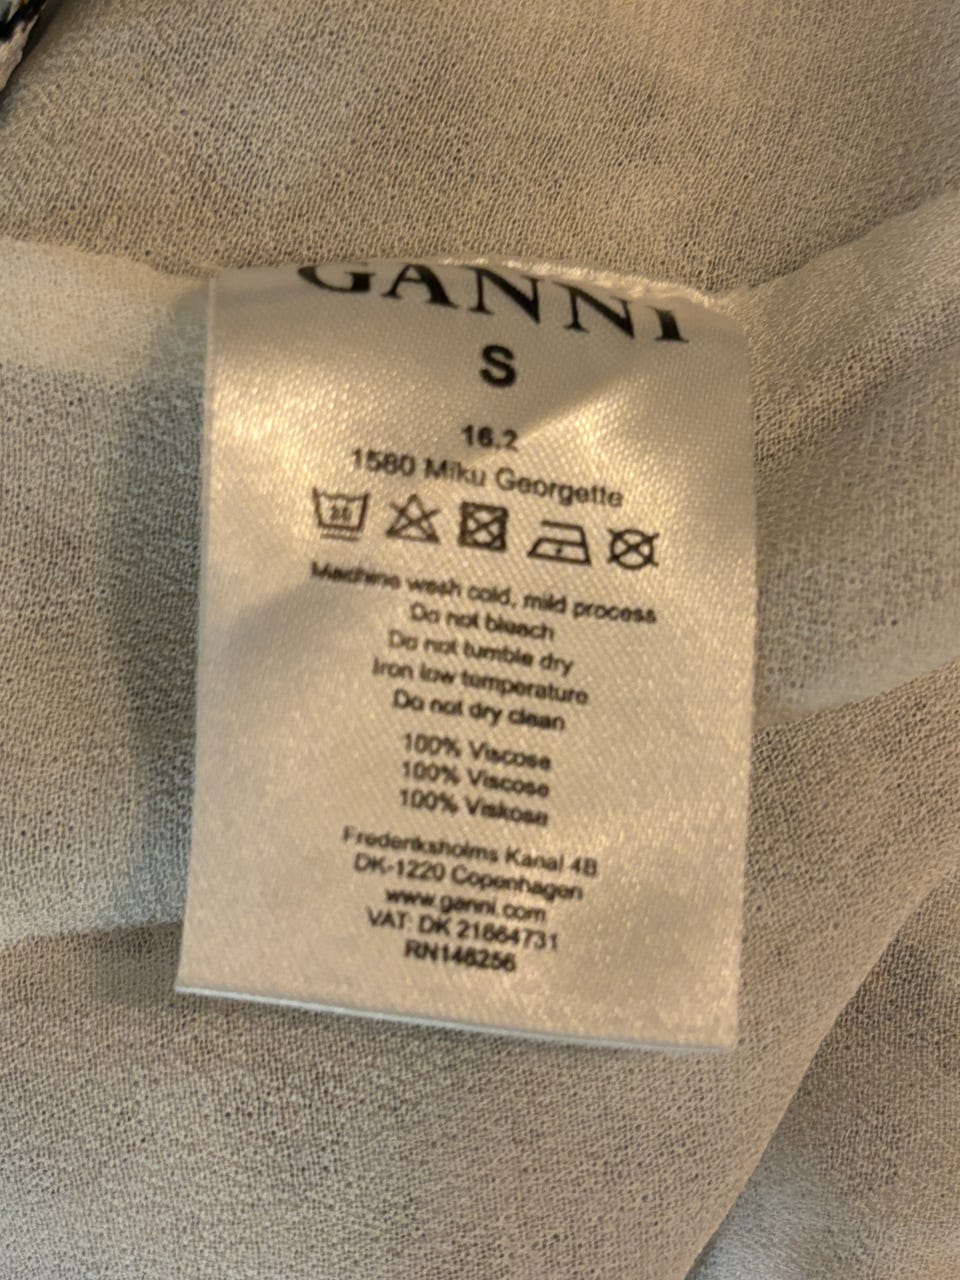 GANNI
S
16.2
1580 Miku Georgette
30
Machine wash cold, mild process
Do not bleach
Do not tumble dry
Iron low temperature
Do not dry clean
100% Viscose
100% Viscose
100% Viskose
Frederiksholms Kanal 4B
DK-1220 Copenhagen
www.ganni.com
VAT: DK 21664731
RN148256